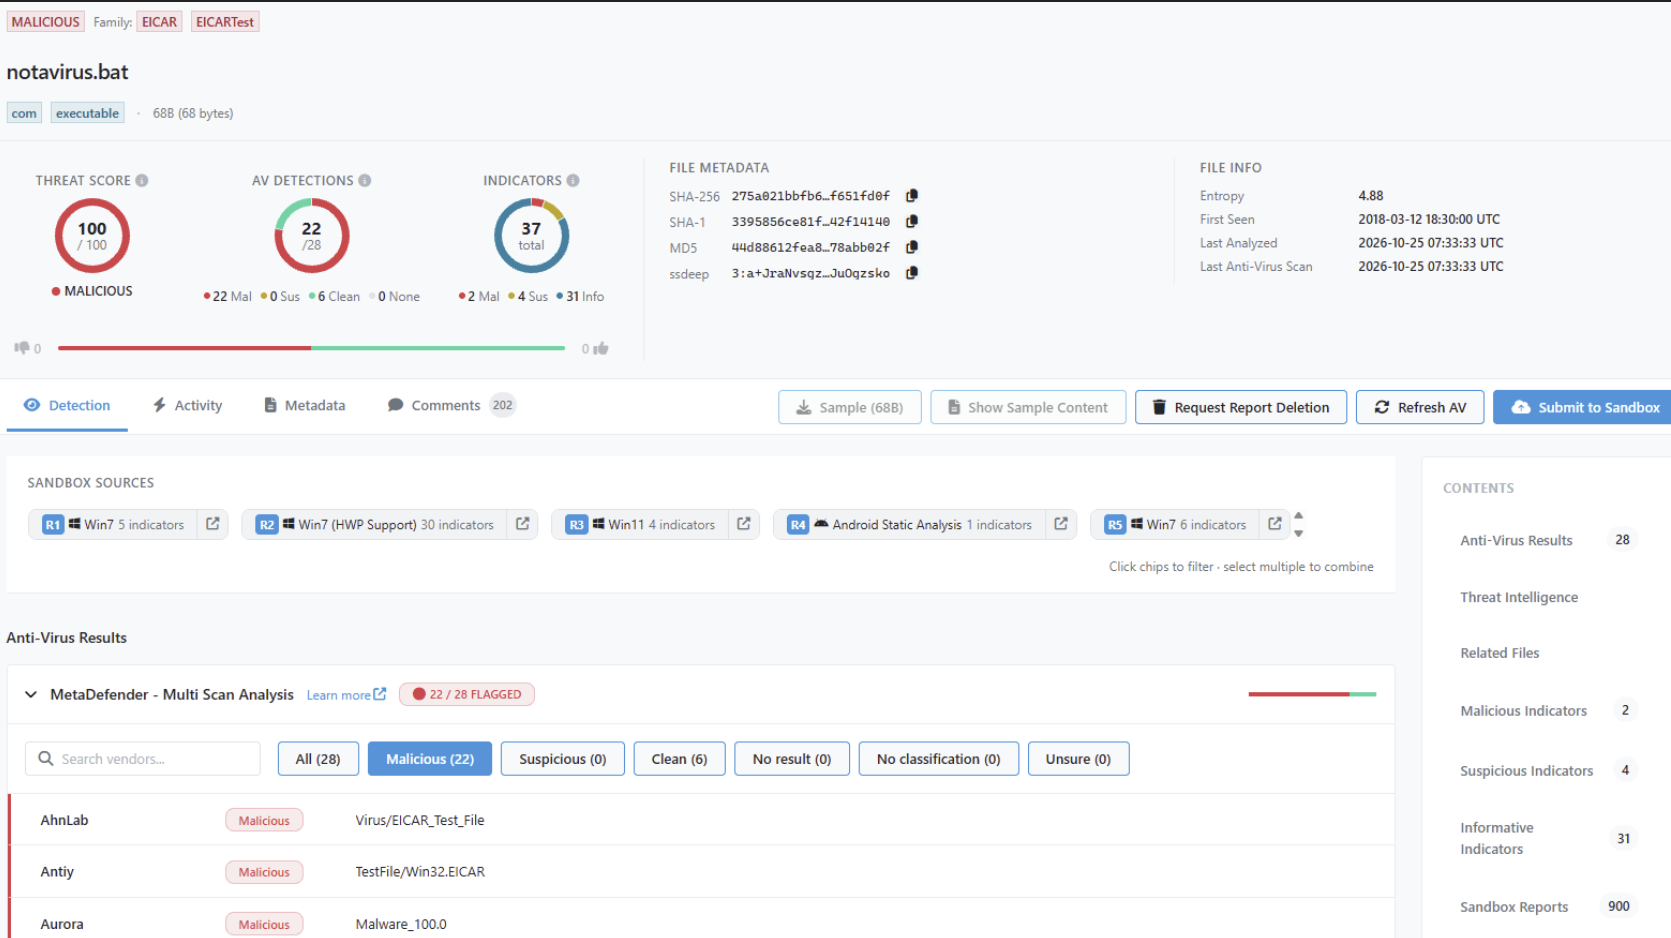 MALICIOUS Family: EICAR EICARTest
notavirus.bat
com executable · 68B (68 bytes)
THREAT SCORE
100
/ 100
MALICIOUS
AV DETECTIONS
22
/28
22 Mal 0 Sus 6 Clean 0 None
INDICATORS
37
total
2 Mal 4 Sus 31 Info
0
0
FILE METADATA
SHA-256 275a021bbfb6…f651fd0f
SHA-1 3395856ce81f…42f14140
MD5 44d88612fea8…78abb02f
ssdeep 3:a+JraNvsqz…JuOqzsko
FILE INFO
Entropy 4.88
First Seen 2018-03-12 18:30:00 UTC
Last Analyzed 2026-10-25 07:33:33 UTC
Last Anti-Virus Scan 2026-10-25 07:33:33 UTC
Detection Activity Metadata Comments 202
Sample (68B) Show Sample Content Request Report Deletion Refresh AV Submit to Sandbox
SANDBOX SOURCES
R1 Win7 5 indicators R2 Win7 (HWP Support) 30 indicators R3 Win11 4 indicators R4 Android Static Analysis 1 indicators R5 Win7 6 indicators
Click chips to filter · select multiple to combine
Anti-Virus Results
MetaDefender - Multi Scan Analysis Learn more 22 / 28 FLAGGED
Search vendors... All (28) Malicious (22) Suspicious (0) Clean (6) No result (0) No classification (0) Unsure (0)
AhnLab Malicious Virus/EICAR_Test_File
Antiy Malicious TestFile/Win32.EICAR
Aurora Malicious Malware_100.0
CONTENTS
Anti-Virus Results 28
Threat Intelligence
Related Files
Malicious Indicators 2
Suspicious Indicators 4
Informative
Indicators 31
Sandbox Reports 900